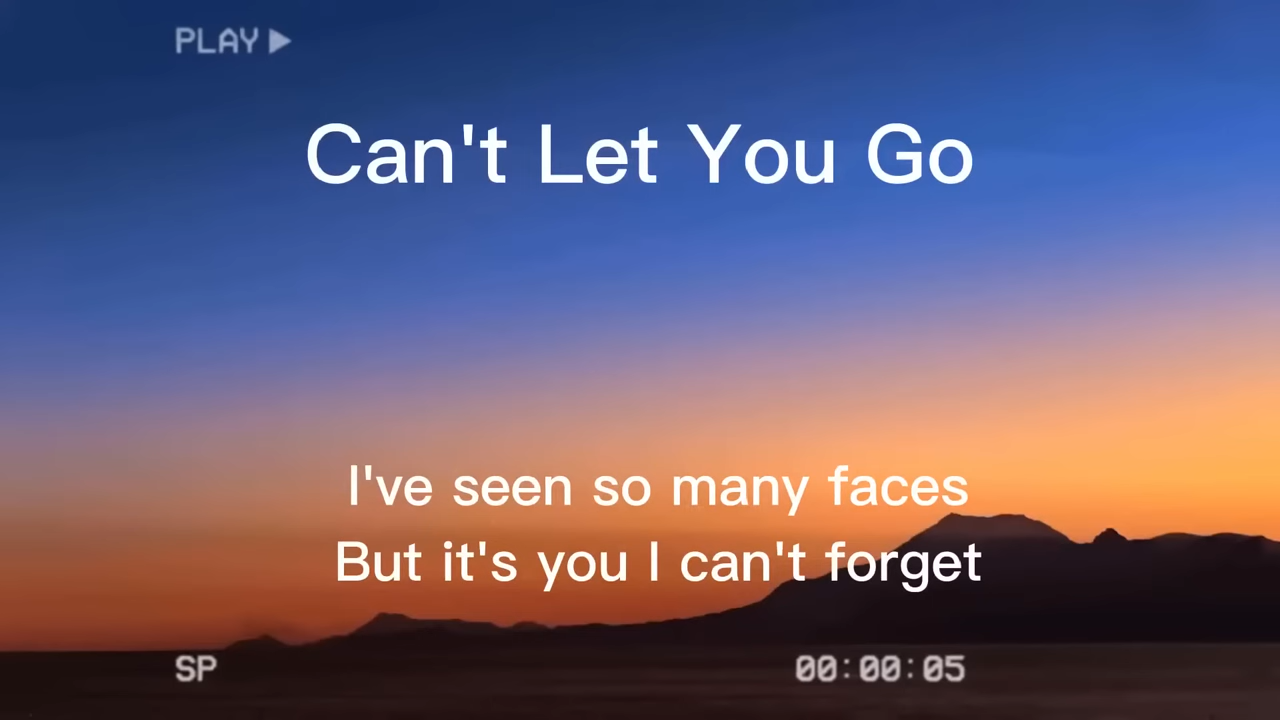 PLAY ▶
Can't Let You Go
I've seen so many faces
But it's you I can't forget
SP
00:00:05